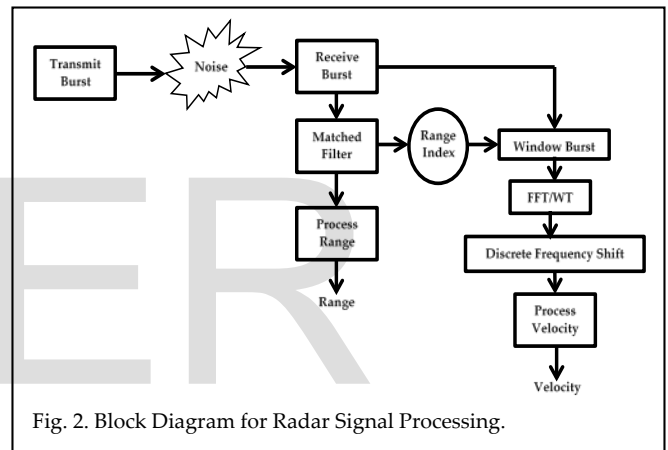 Transmit
Burst
Noise
Receive
Burst
Matched
Filter
Range
Index
Window Burst
Process
Range
FFT/WT
Discrete Frequency Shift
Range
Process
Velocity
Velocity
ER
Fig. 2. Block Diagram for Radar Signal Processing.